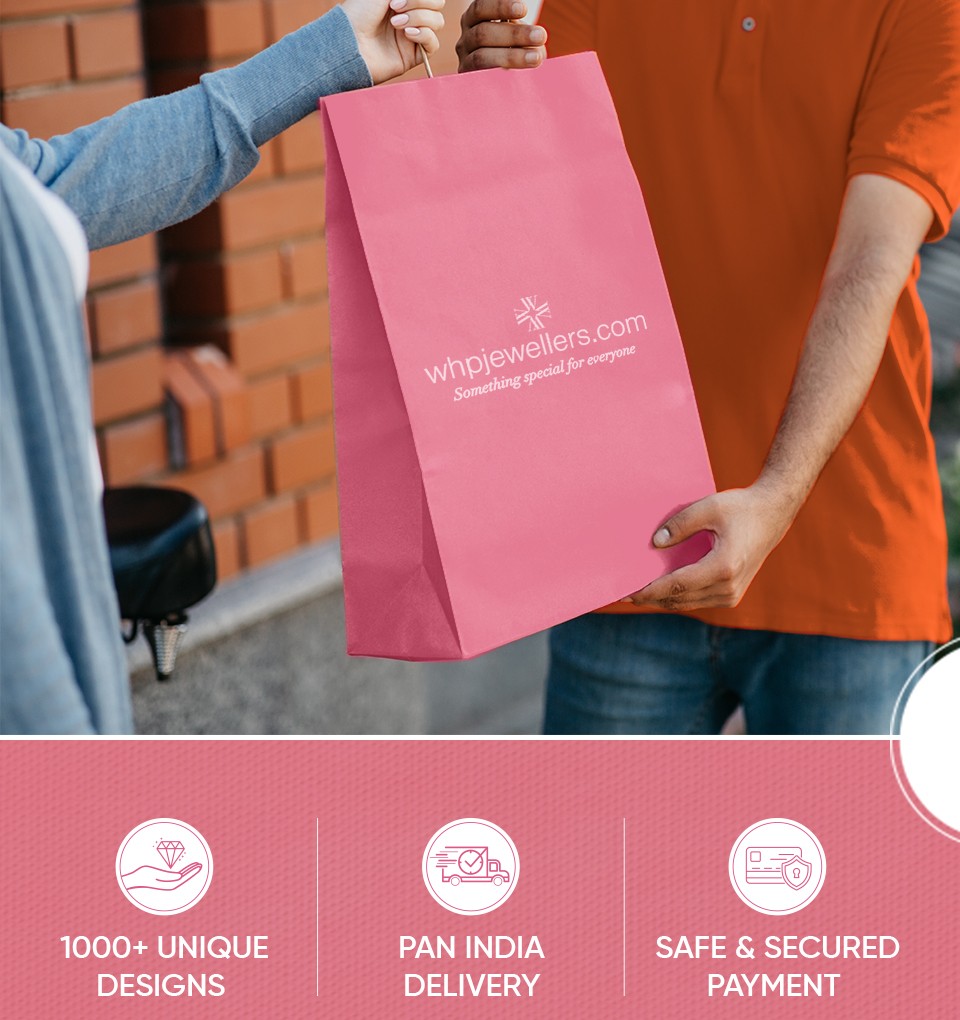 whpjewellers.com
Something special for everyone
1000+ UNIQUE
DESIGNS
PAN INDIA
DELIVERY
SAFE & SECURED
PAYMENT